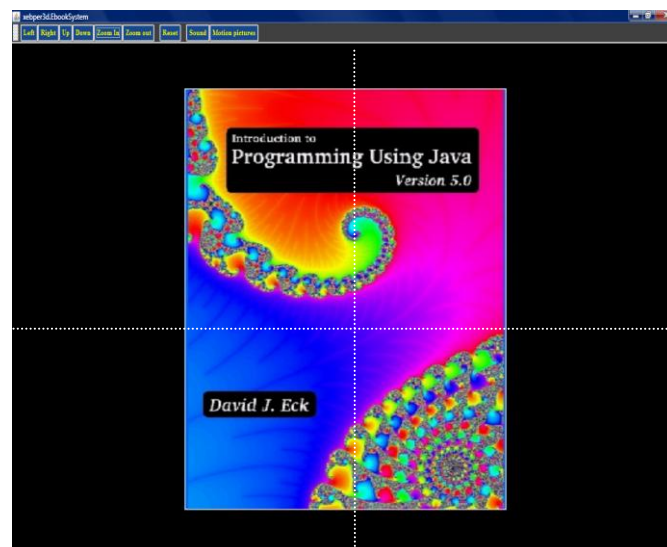 xebper3d.EbookSystem
Left Right Up Down Zoom In Zoom out Reset Sound Motion pictures
Introduction to
Programming Using Java
Version 5.0
David J. Eck